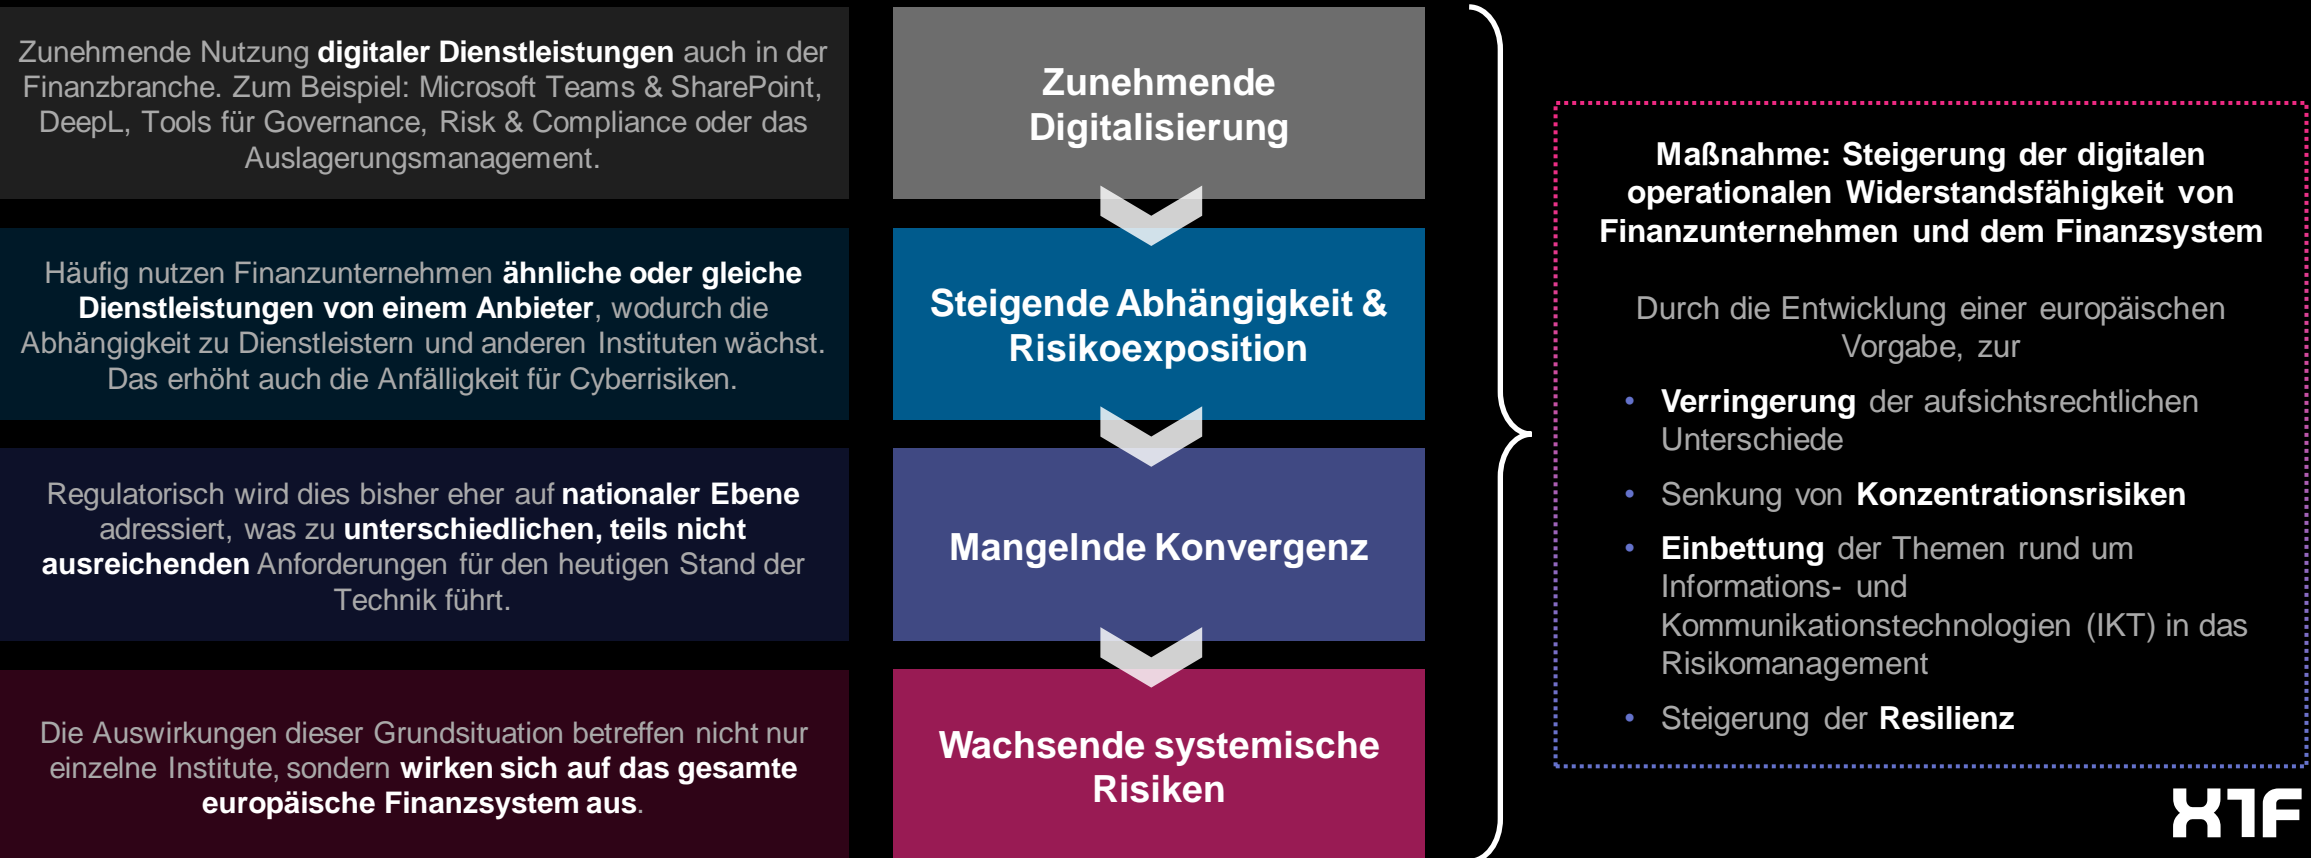 Zunehmende Nutzung digitaler Dienstleistungen auch in der
Finanzbranche. Zum Beispiel: Microsoft Teams & SharePoint,
DeepL, Tools für Governance, Risk & Compliance oder das
Auslagerungsmanagement.
Zunehmende
Digitalisierung
Häufig nutzen Finanzunternehmen ähnliche oder gleiche
Dienstleistungen von einem Anbieter, wodurch die
Abhängigkeit zu Dienstleistern und anderen Instituten wächst.
Das erhöht auch die Anfälligkeit für Cyberrisiken.
Steigende Abhängigkeit &
Risikoexposition
Regulatorisch wird dies bisher eher auf nationaler Ebene
adressiert, was zu unterschiedlichen, teils nicht
ausreichenden Anforderungen für den heutigen Stand der
Technik führt.
Mangelnde Konvergenz
Die Auswirkungen dieser Grundsituation betreffen nicht nur
einzelne Institute, sondern wirken sich auf das gesamte
europäische Finanzsystem aus.
Wachsende systemische
Risiken
Maßnahme: Steigerung der digitalen
operationalen Widerstandsfähigkeit von
Finanzunternehmen und dem Finanzsystem
Durch die Entwicklung einer europäischen
Vorgabe, zur
• Verringerung der aufsichtsrechtlichen
Unterschiede
• Senkung von Konzentrationsrisiken
• Einbettung der Themen rund um
Informations- und
Kommunikationstechnologien (IKT) in das
Risikomanagement
• Steigerung der Resilienz
X1F